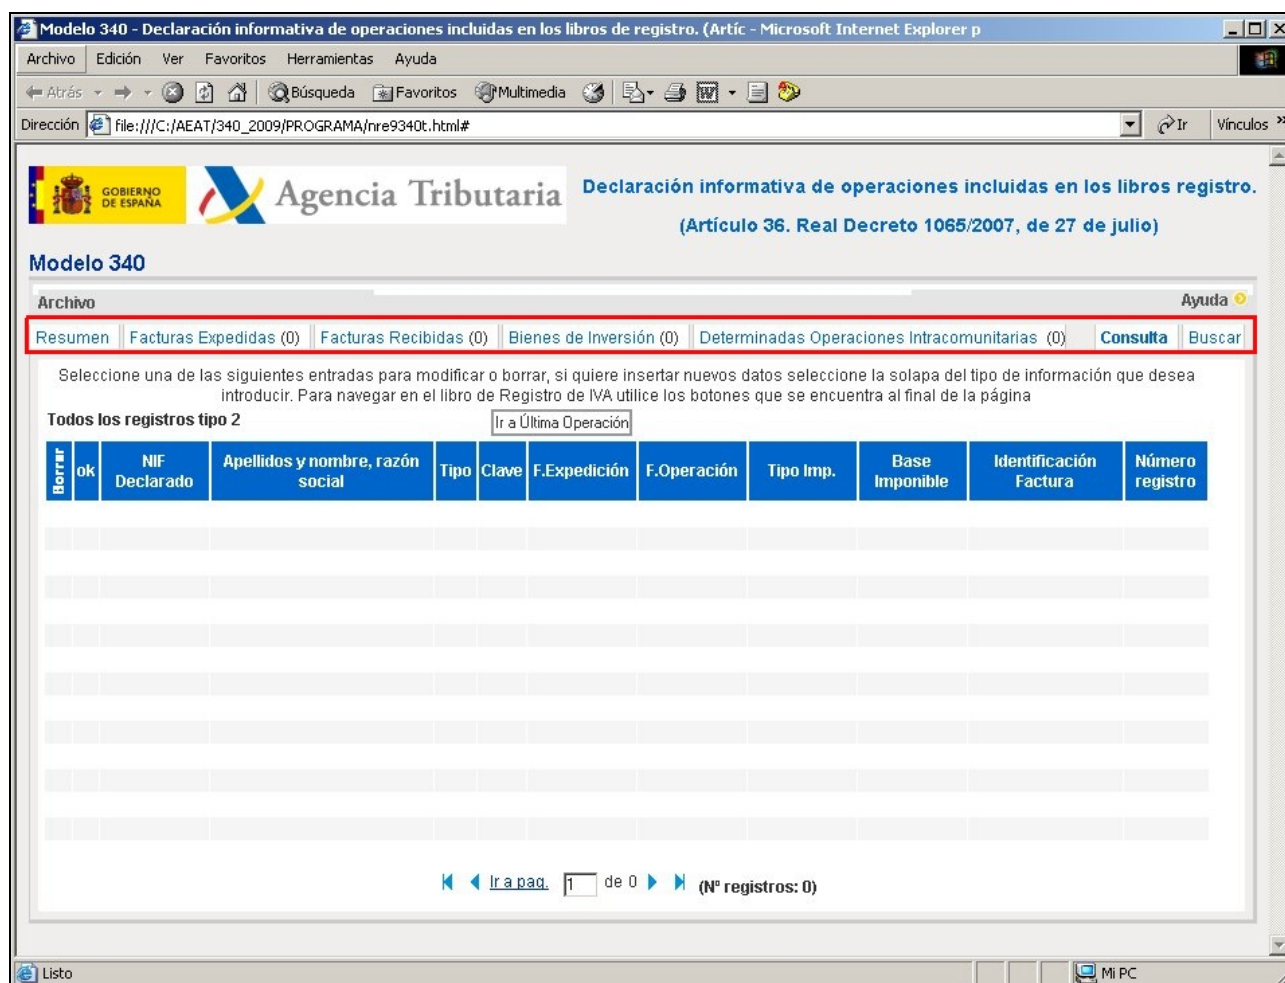 Modelo 340 - Declaración informativa de operaciones incluidas en los libros de registro. (Artíc - Microsoft Internet Explorer p
Archivo Edición Ver Favoritos Herramientas Ayuda
Atrás Búsqueda Favoritos Multimedia
Dirección file:///C:/AEAT/340_2009/PROGRAMA/nre9340t.html# Ir Vínculos »
GOBIERNO DE ESPAÑA
Agencia Tributaria
Declaración informativa de operaciones incluidas en los libros registro.
(Artículo 36. Real Decreto 1065/2007, de 27 de julio)
Modelo 340
Archivo Ayuda
Resumen Facturas Expedidas (0) Facturas Recibidas (0) Bienes de Inversión (0) Determinadas Operaciones Intracomunitarias (0) Consulta Buscar
Seleccione una de las siguientes entradas para modificar o borrar, si quiere insertar nuevos datos seleccione la solapa del tipo de información que desea
introducir. Para navegar en el libro de Registro de IVA utilice los botones que se encuentra al final de la página
Todos los registros tipo 2 Ir a Última Operación
Borrar ok NIF Declarado Apellidos y nombre, razón social Tipo Clave F.Expedición F.Operación Tipo Imp. Base Imponible Identificación Factura Número registro
Ir a pag. 1 de 0 (Nº registros: 0)
Listo Mi PC